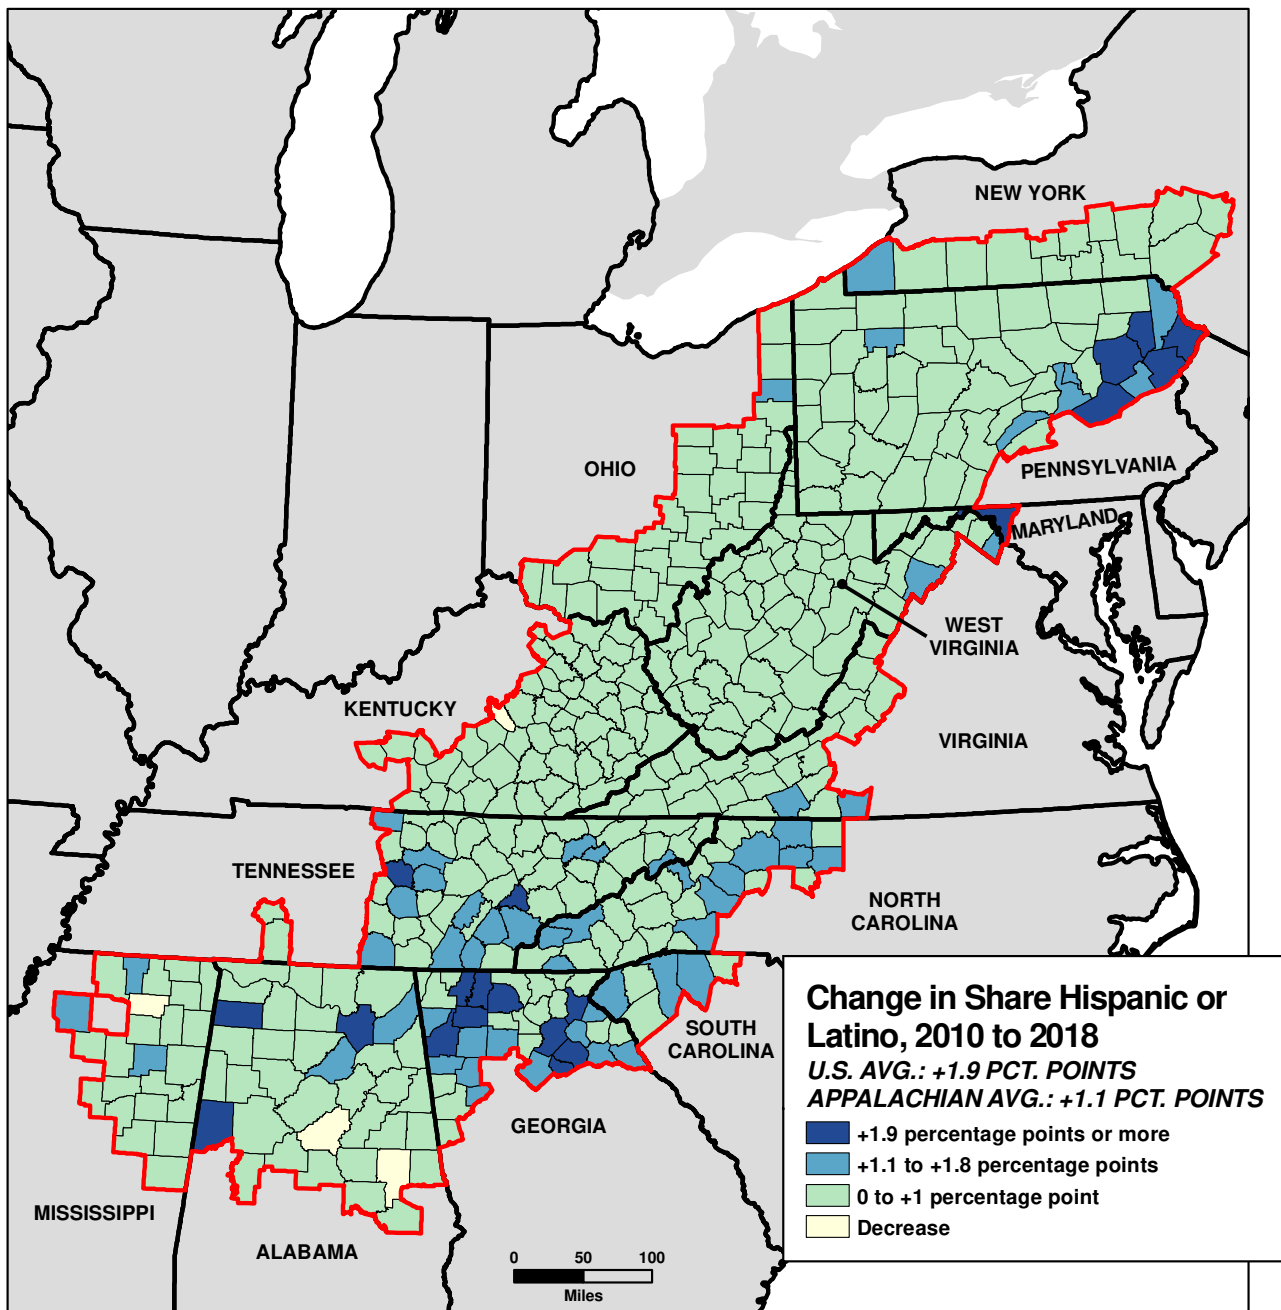 NEW YORK
OHIO
PENNSYLVANIA
MARYLAND
WEST
VIRGINIA
KENTUCKY
VIRGINIA
TENNESSEE
NORTH
CAROLINA
SOUTH
CAROLINA
GEORGIA
MISSISSIPPI
ALABAMA
Change in Share Hispanic or
Latino, 2010 to 2018
U.S. AVG.: +1.9 PCT. POINTS
APPALACHIAN AVG.: +1.1 PCT. POINTS
+1.9 percentage points or more
+1.1 to +1.8 percentage points
0 to +1 percentage point
Decrease
0 50 100
Miles